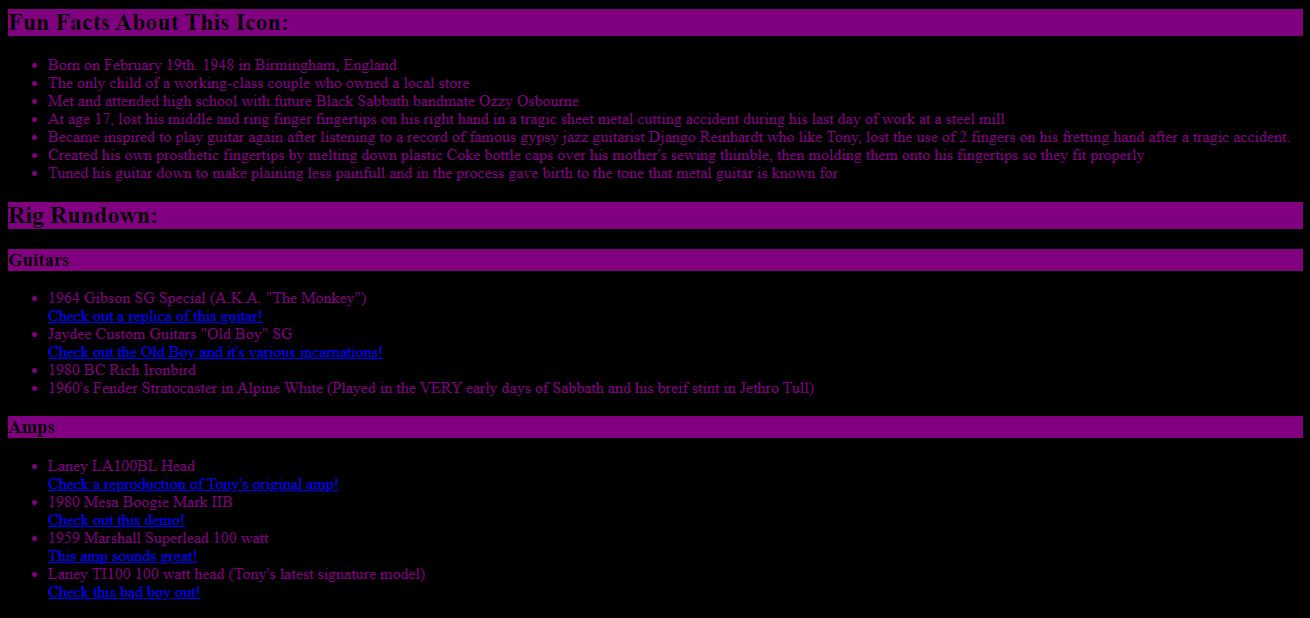 Fun Facts About This Icon:
Born on February 19th. 1948 in Birmingham, England
The only child of a working-class couple who owned a local store
Met and attended high school with future Black Sabbath bandmate Ozzy Osbourne
At age 17, lost his middle and ring finger fingertips on his right hand in a tragic sheet metal cutting accident during his last day of work at a steel mill
Became inspired to play guitar again after listening to a record of famous gypsy jazz guitarist Django Reinhardt who like Tony, lost the use of 2 fingers on his fretting hand after a tragic accident.
Created his own prosthetic fingertips by melting down plastic Coke bottle caps over his mother's sewing thimble, then molding them onto his fingertips so they fit properly
Tuned his guitar down to make plaining less painfull and in the process gave birth to the tone that metal guitar is known for
Rig Rundown:
Guitars
1964 Gibson SG Special (A.K.A. "The Monkey")
Check out a replica of this guitar!
Jaydee Custom Guitars "Old Boy" SG
Check out the Old Boy and it's various incarnations!
1980 BC Rich Ironbird
1960's Fender Stratocaster in Alpine White (Played in the VERY early days of Sabbath and his breif stint in Jethro Tull)
Amps
Laney LA100BL Head
Check a reproduction of Tony's original amp!
1980 Mesa Boogie Mark IIB
Check out this demo!
1959 Marshall Superlead 100 watt
This amp sounds great!
Laney TI100 100 watt head (Tony's latest signature model)
Check this bad boy out!